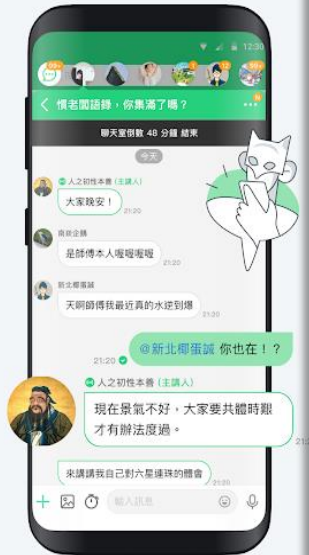 12:30
99+
1
12
99+
慣老闆語錄，你集滿了嗎？
聊天室倒數 48 分鐘 結束
今天
人之初性本善 (主講人)
大家晚安！
21:20
南崁企鵝
是師傅本人喔喔喔喔
21:20
新北椰蛋誠
天啊師傅我最近真的水逆到爆
21:20
@新北椰蛋誠 你也在！？
21:20
人之初性本善 (主講人)
現在景氣不好，大家要共體時艱
才有辦法度過。
來講講我自己對六星連珠的體會
21:20
輸入訊息